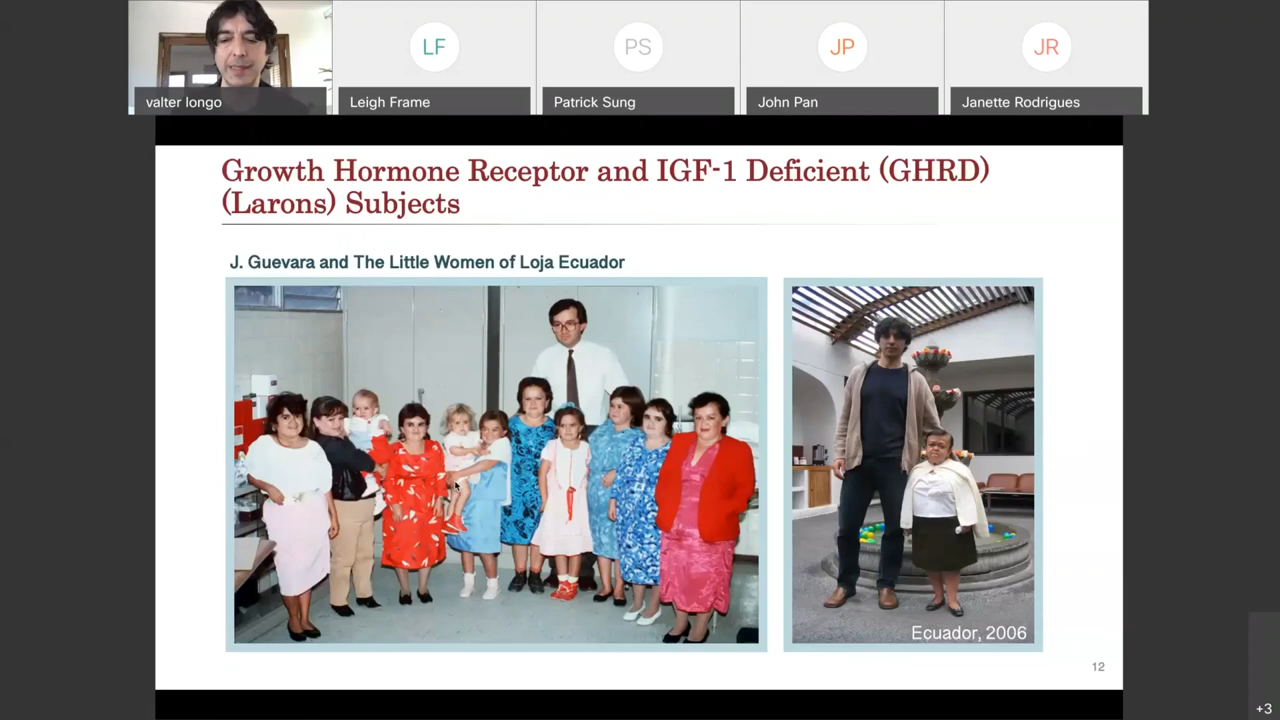 LF
PS
JP
JR
valter longo
Leigh Frame
Patrick Sung
John Pan
Janette Rodrigues
Growth Hormone Receptor and IGF-1 Deficient (GHRD)
(Larons) Subjects
J. Guevara and The Little Women of Loja Ecuador
Ecuador, 2006
12
+3